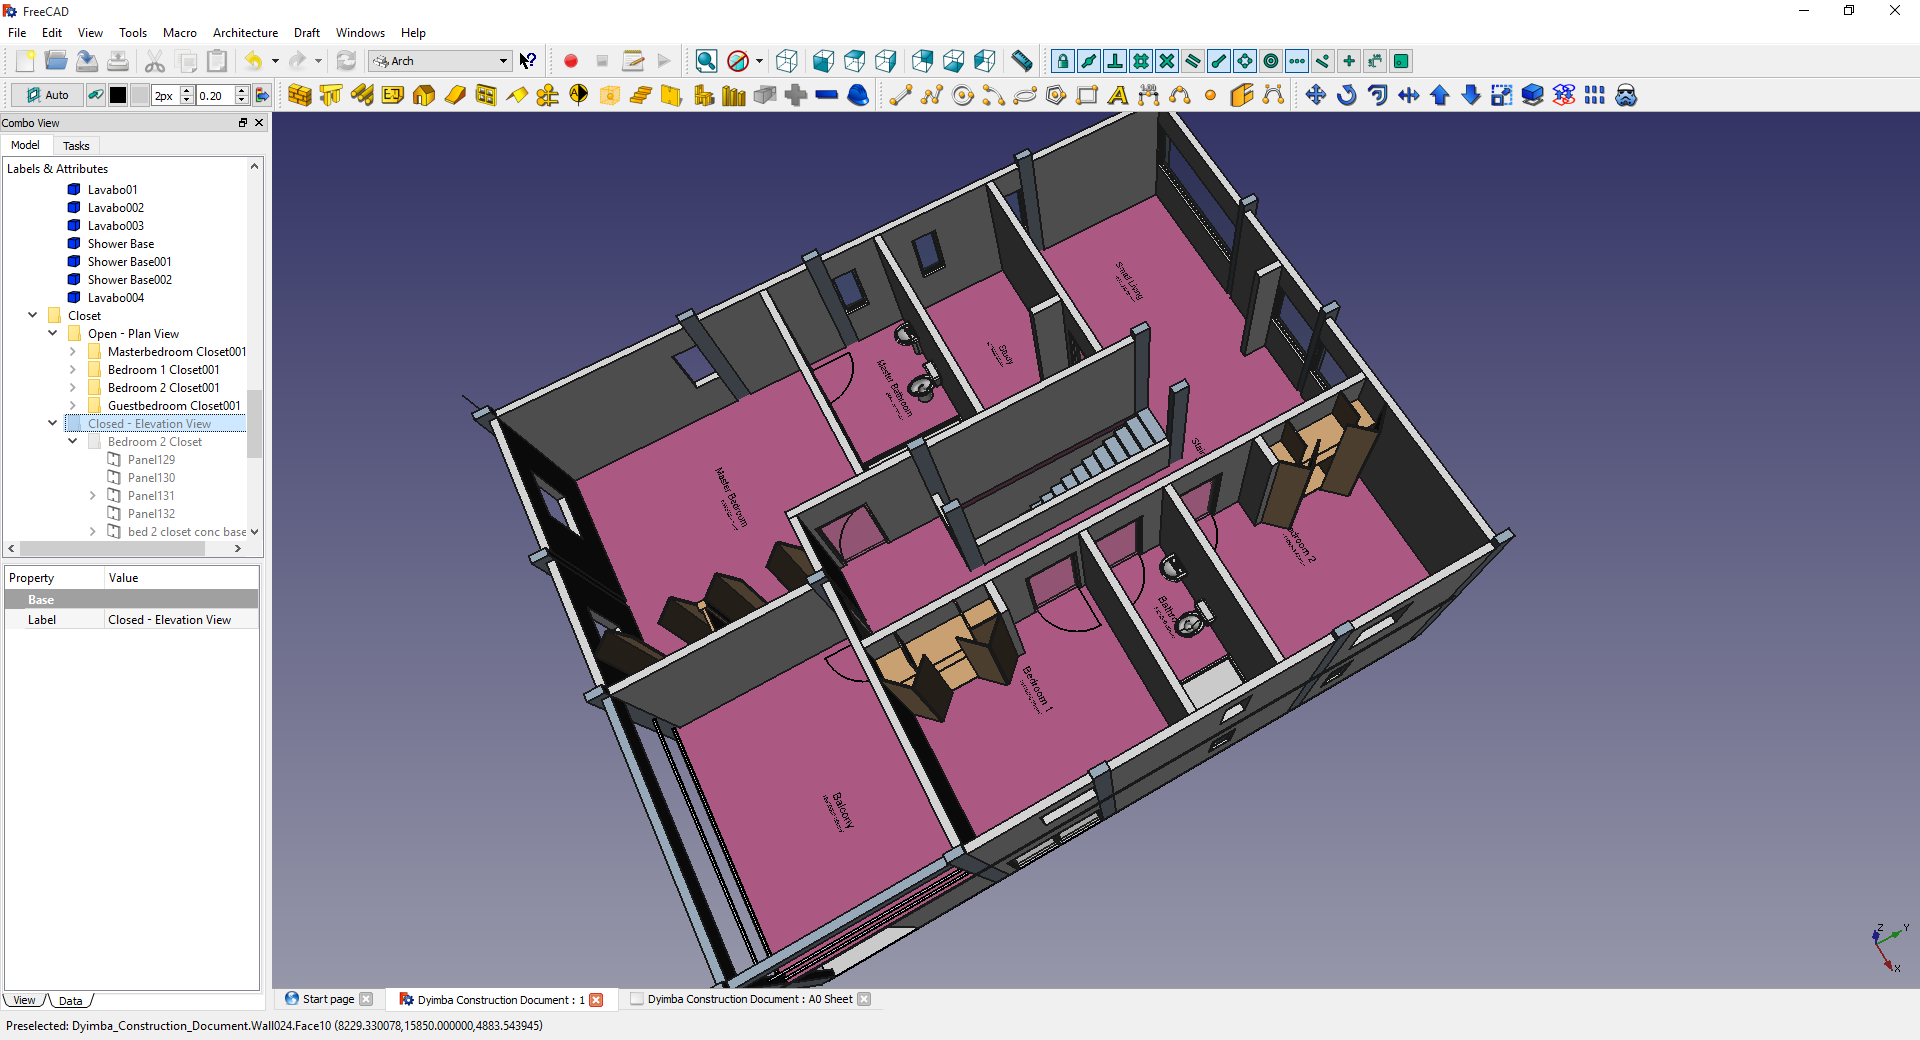 FreeCAD
File Edit View Tools Macro Architecture Draft Windows Help
Arch
Auto 2px 0.20
Combo View
Model Tasks
Labels & Attributes
Lavabo01
Lavabo002
Lavabo003
Shower Base
Shower Base001
Shower Base002
Lavabo004
Closet
Open - Plan View
Masterbedroom Closet001
Bedroom 1 Closet001
Bedroom 2 Closet001
Guestbedroom Closet001
Closed - Elevation View
Bedroom 2 Closet
Panel129
Panel130
Panel131
Panel132
bed 2 closet conc base
Property Value
Base
Label Closed - Elevation View
View Data
Small Living
Study
Master Bathroom
Master Bedroom
Bedroom 2
Bedroom 1
Balcony
Z
Y
X
Start page
Dyimba Construction Document : 1
Dyimba Construction Document : A0 Sheet
Preselected: Dyimba_Construction_Document.Wall024.Face10 (8229.330078,15850.000000,4883.543945)